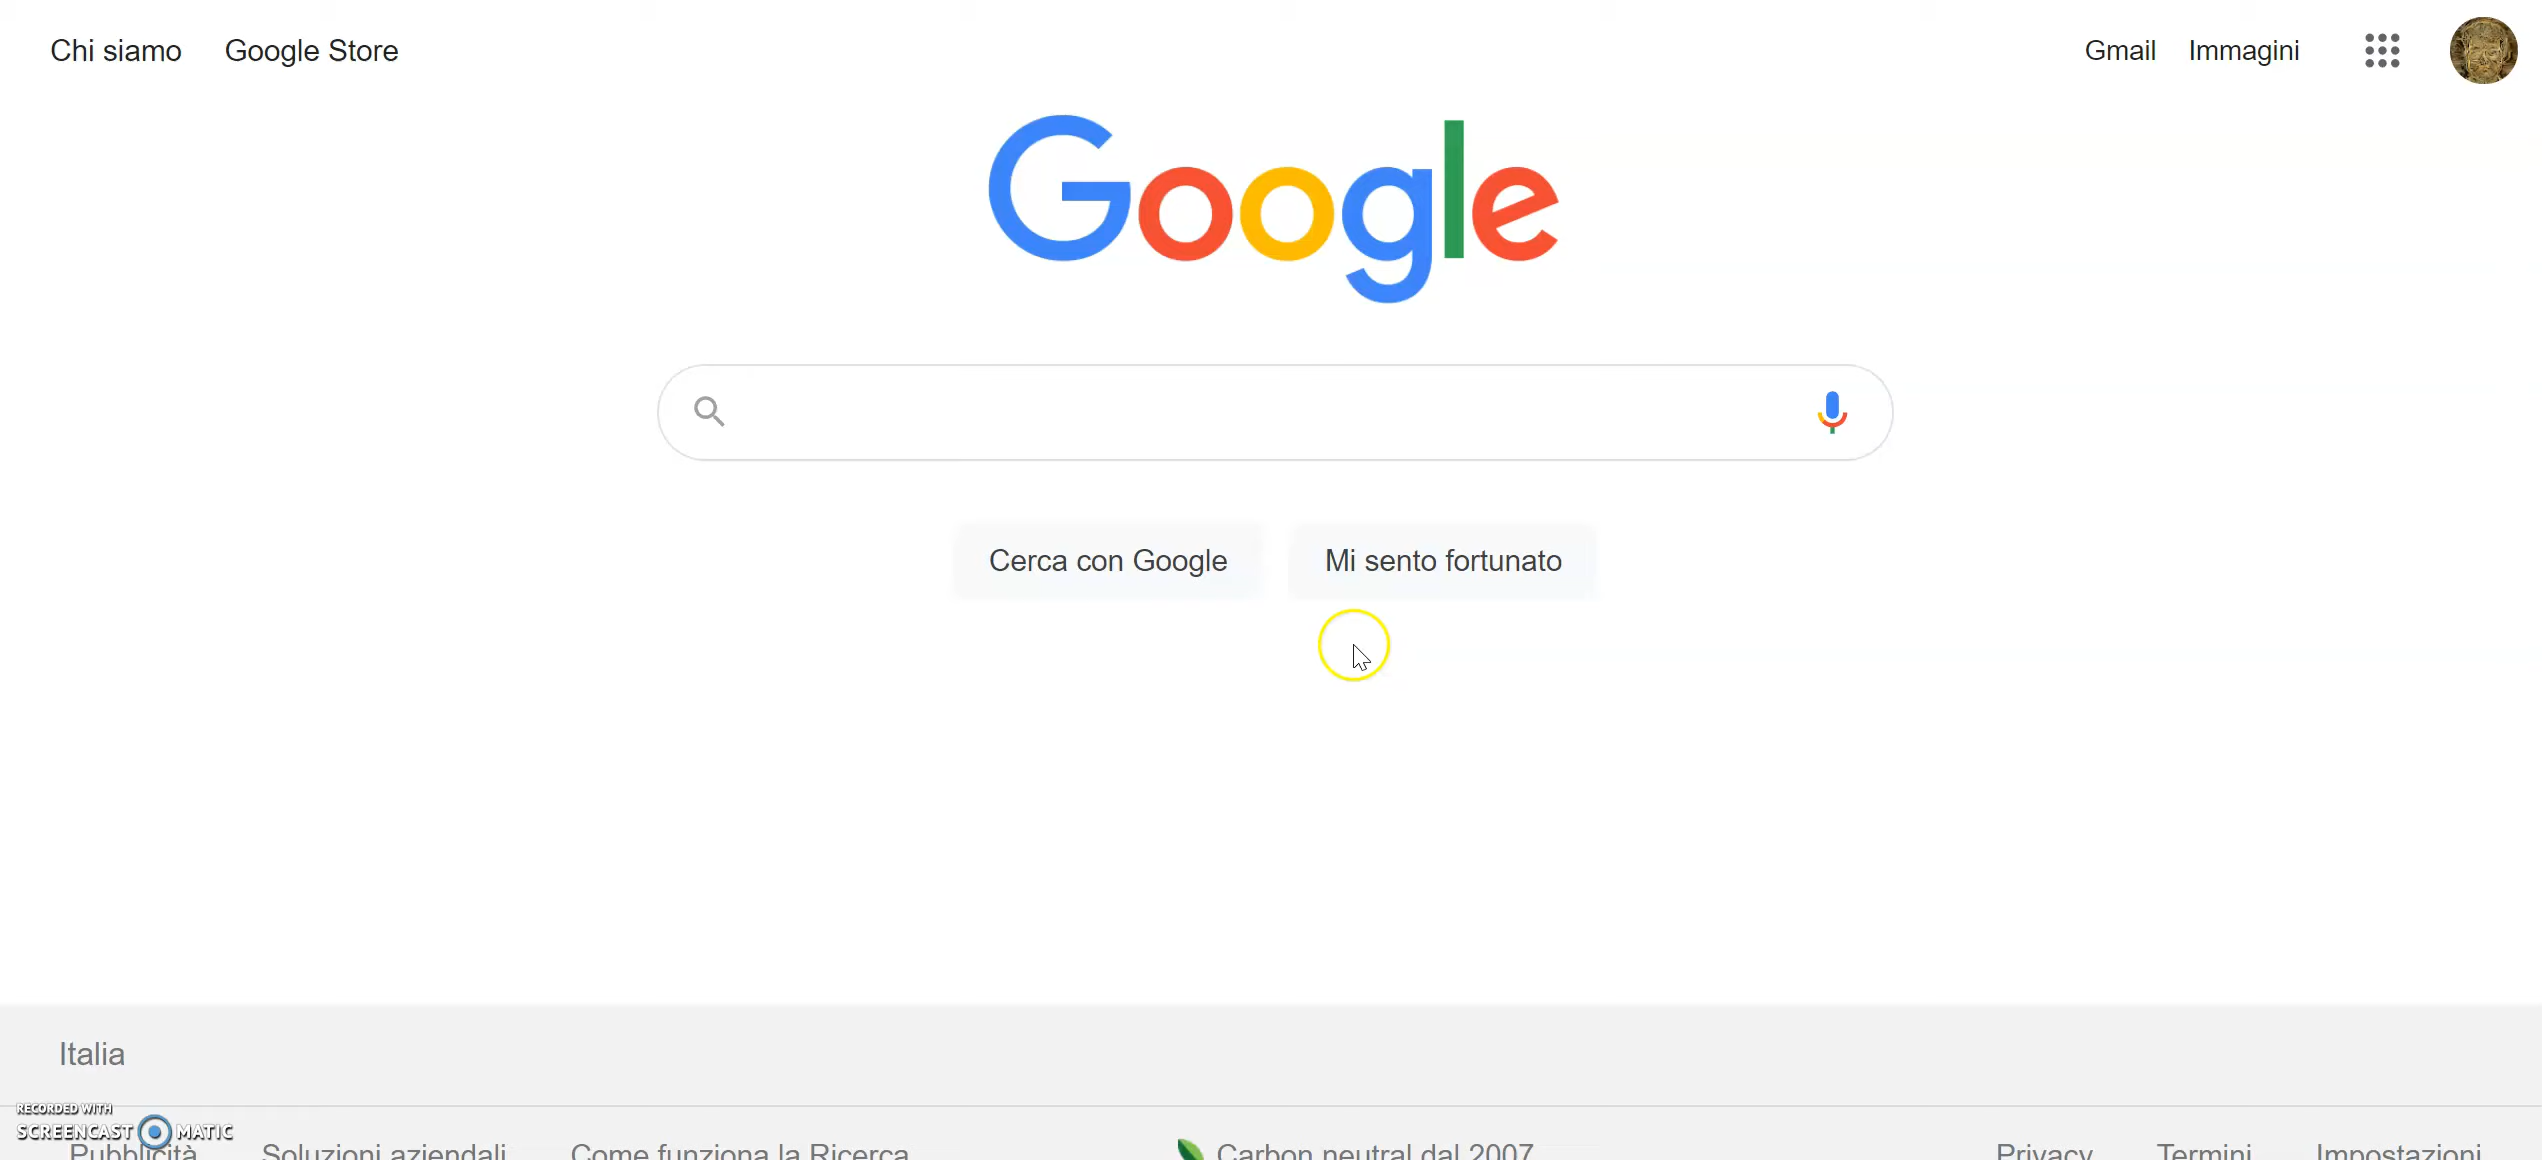 Chi siamo Google Store Gmail Immagini
Google
Cerca con Google Mi sento fortunato
Italia
RECORDED WITH
SCREENCAST MATIC
Pubblicità Soluzioni aziendali Come funziona la Ricerca Carbon neutral dal 2007 Privacy Termini Impostazioni